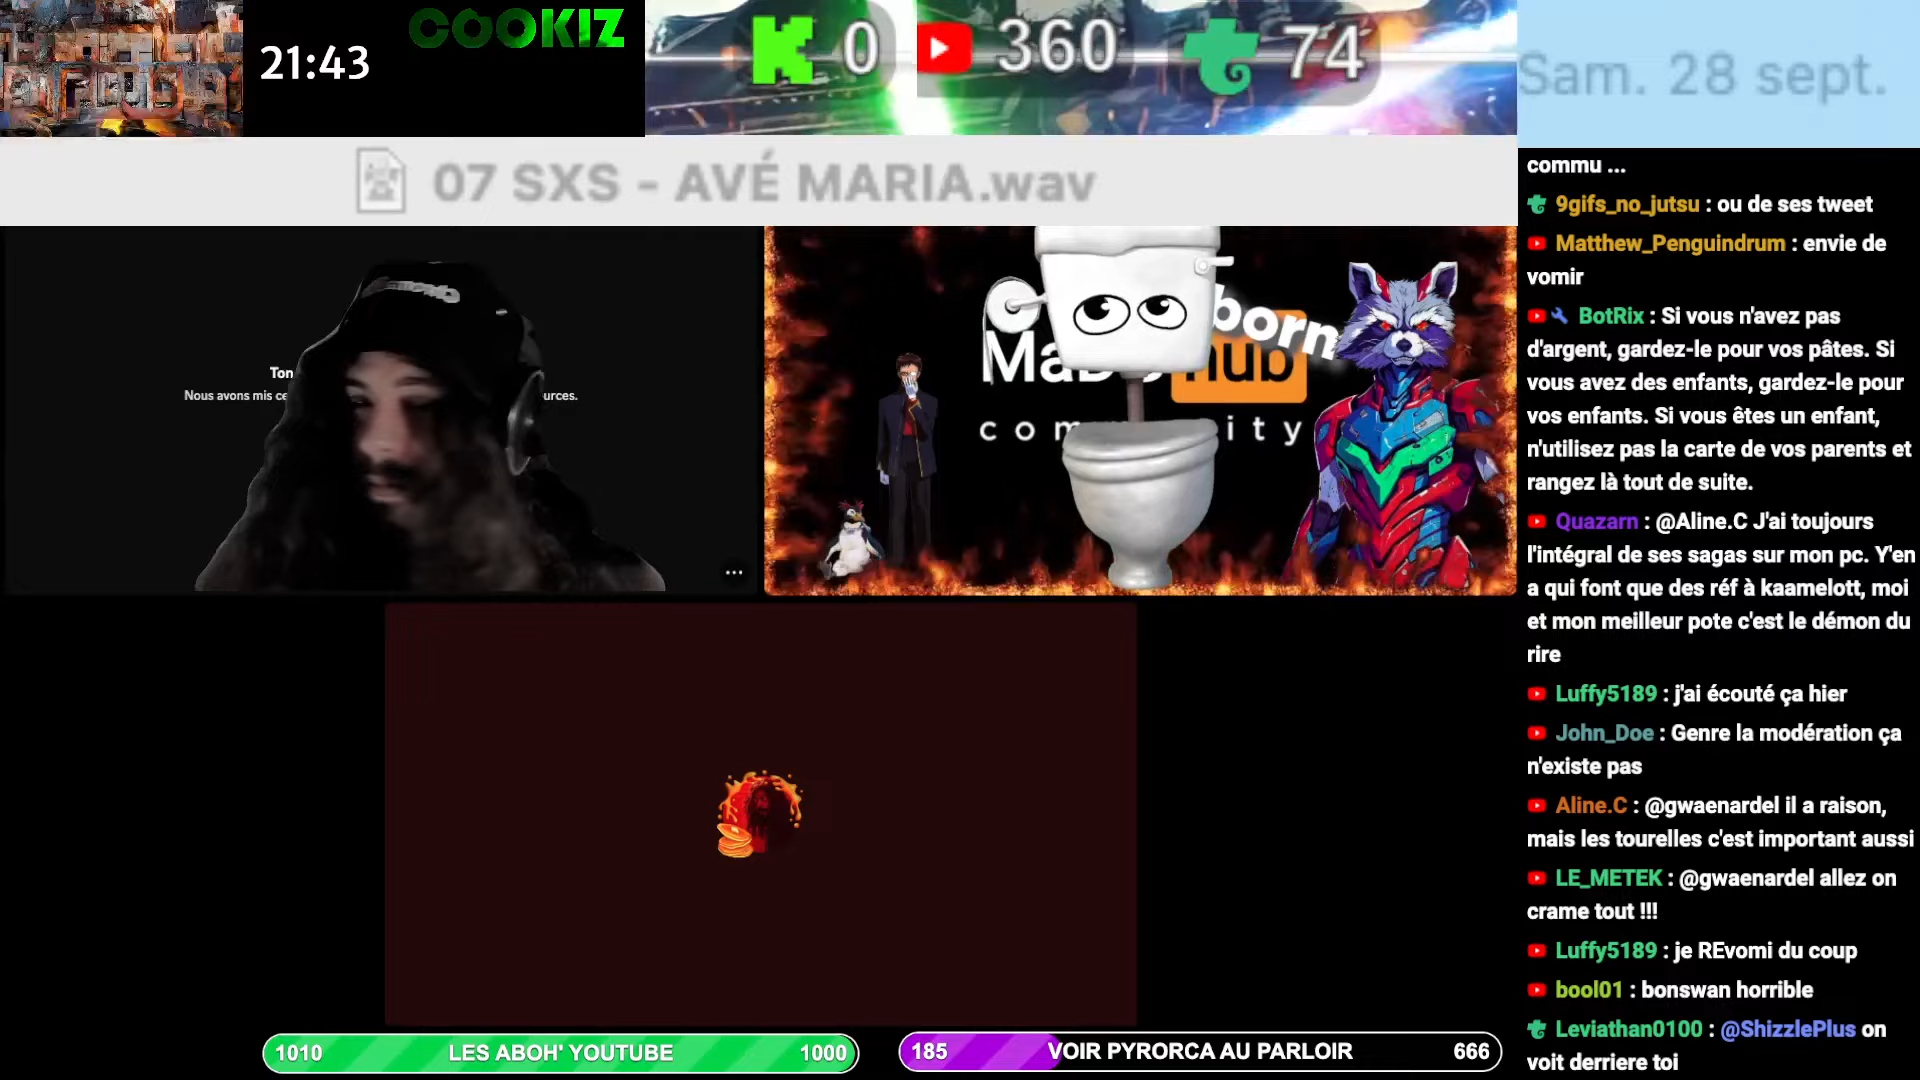 21:43
COOKIZ
0
360
74
Sam. 28 sept.
07 SXS - AVÉ MARIA.wav
Ton
Nous avons mis ce
urces.
born
hub
ity
commu ...
9gifs_no_jutsu : ou de ses tweet
Matthew_Penguindrum : envie de
vomir
BotRix : Si vous n'avez pas
d'argent, gardez-le pour vos pâtes. Si
vous avez des enfants, gardez-le pour
vos enfants. Si vous êtes un enfant,
n'utilisez pas la carte de vos parents et
rangez là tout de suite.
Quazarn : @Aline.C J'ai toujours
l'intégral de ses sagas sur mon pc. Y'en
a qui font que des réf à kaamelott, moi
et mon meilleur pote c'est le démon du
rire
Luffy5189 : j'ai écouté ça hier
John_Doe : Genre la modération ça
n'existe pas
Aline.C : @gwaenardel il a raison,
mais les tourelles c'est important aussi
LE_METEK : @gwaenardel allez on
crame tout !!!
Luffy5189 : je REvomi du coup
bool01 : bonswan horrible
Leviathan0100 : @ShizzlePlus on
voit derriere toi
1010 LES ABOH' YOUTUBE 1000
185 VOIR PYRORCA AU PARLOIR 666